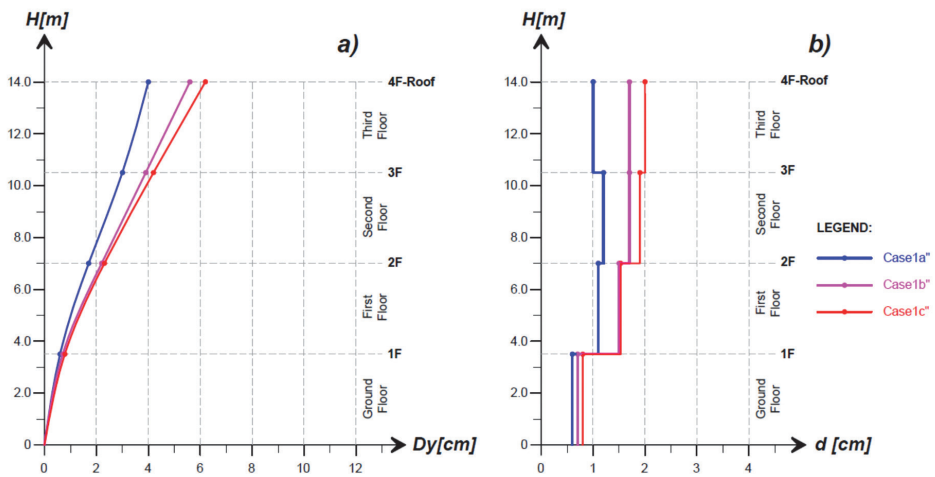 H[m]
a)
14.0
12.0
10.0
8.0
6.0
4.0
2.0
0
0
2
4
6
8
10
12
Dy[cm]
4F-Roof
Third
Floor
3F
Second
Floor
2F
First
Floor
1F
Ground
Floor
H[m]
b)
14.0
12.0
10.0
8.0
6.0
4.0
2.0
0
0
1
2
4
d [cm]
4F-Roof
Third
Floor
3F
Second
Floor
2F
First
Floor
1F
Ground
Floor
LEGEND:
Case1a"
Case1b"
Case1c"